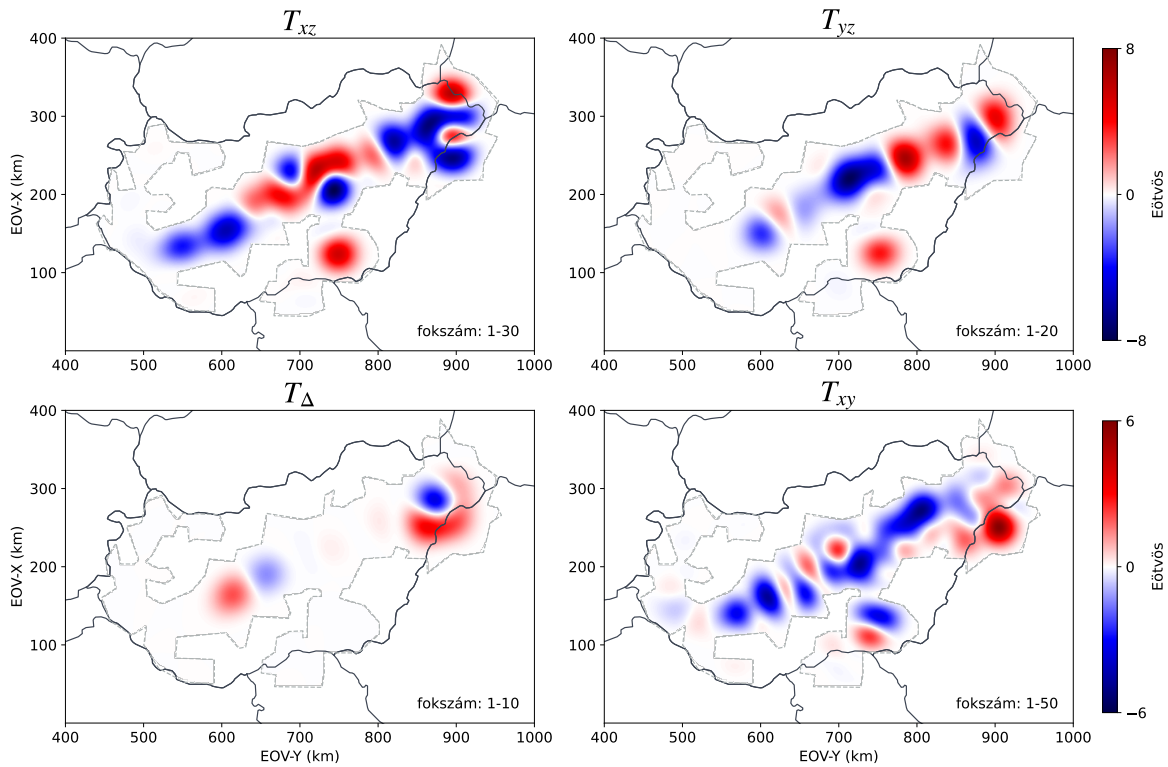 T_xz
T_yz
400
300
200
100
EOV-X (km)
fokszám: 1-30
400 500 600 700 800 900 1000
400
300
200
100
fokszám: 1-20
400 500 600 700 800 900 1000
8
0
−8
Eötvös
T_Δ
T_xy
400
300
200
100
EOV-X (km)
fokszám: 1-10
400 500 600 700 800 900 1000
EOV-Y (km)
400
300
200
100
fokszám: 1-50
400 500 600 700 800 900 1000
EOV-Y (km)
6
0
−6
Eötvös